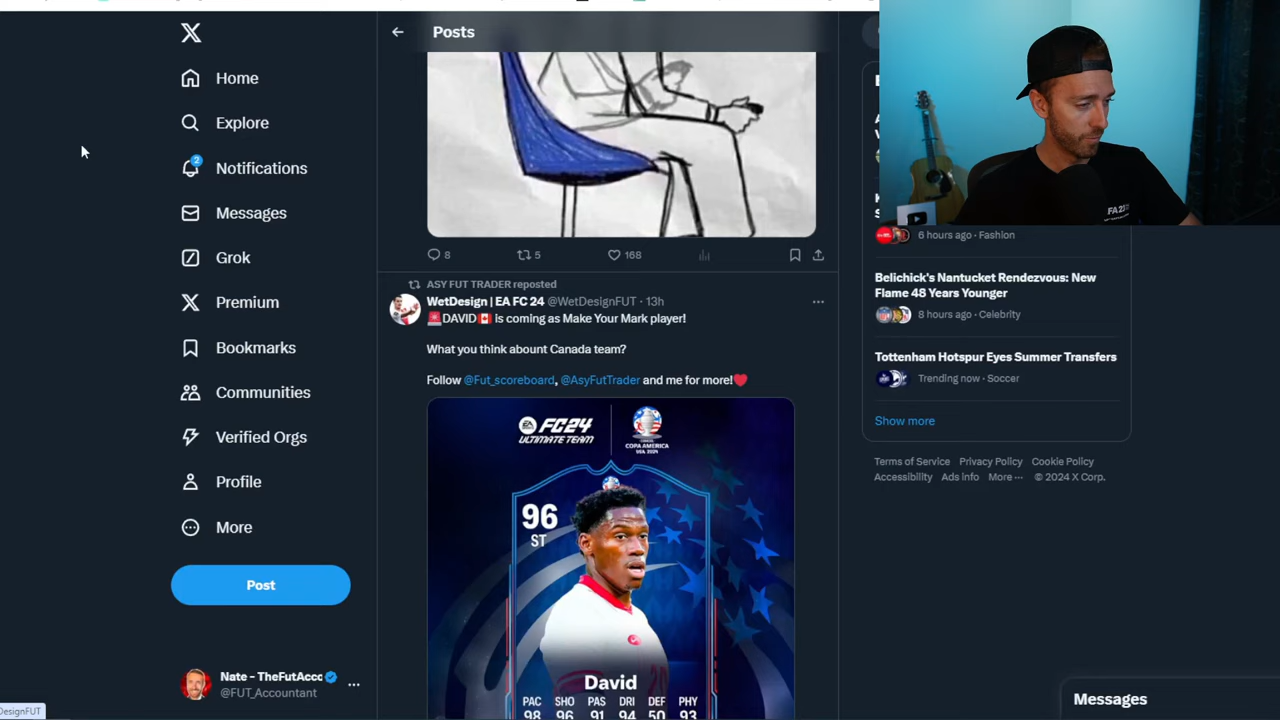 Posts
Home
Explore
2
Notifications
Messages
Grok
Premium
Bookmarks
Communities
Verified Orgs
Profile
More
Post
Nate - TheFutAcc
@FUT_Accountant
DesignFUT
8
5
168
ASY FUT TRADER reposted
WetDesign | EA FC 24 @WetDesignFUT · 13h
DAVID is coming as Make Your Mark player!
What you think abount Canada team?
Follow @Fut_scoreboard, @AsyFutTrader and me for more!
EA FC24
ULTIMATE TEAM
COPA AMERICA
USA 2024
96
ST
David
PAC SHO PAS DRI DEF PHY
98 96 91 94 50 93
6 hours ago · Fashion
Belichick's Nantucket Rendezvous: New
Flame 48 Years Younger
8 hours ago · Celebrity
Tottenham Hotspur Eyes Summer Transfers
Trending now · Soccer
Show more
Terms of Service Privacy Policy Cookie Policy
Accessibility Ads info More ··· © 2024 X Corp.
Messages